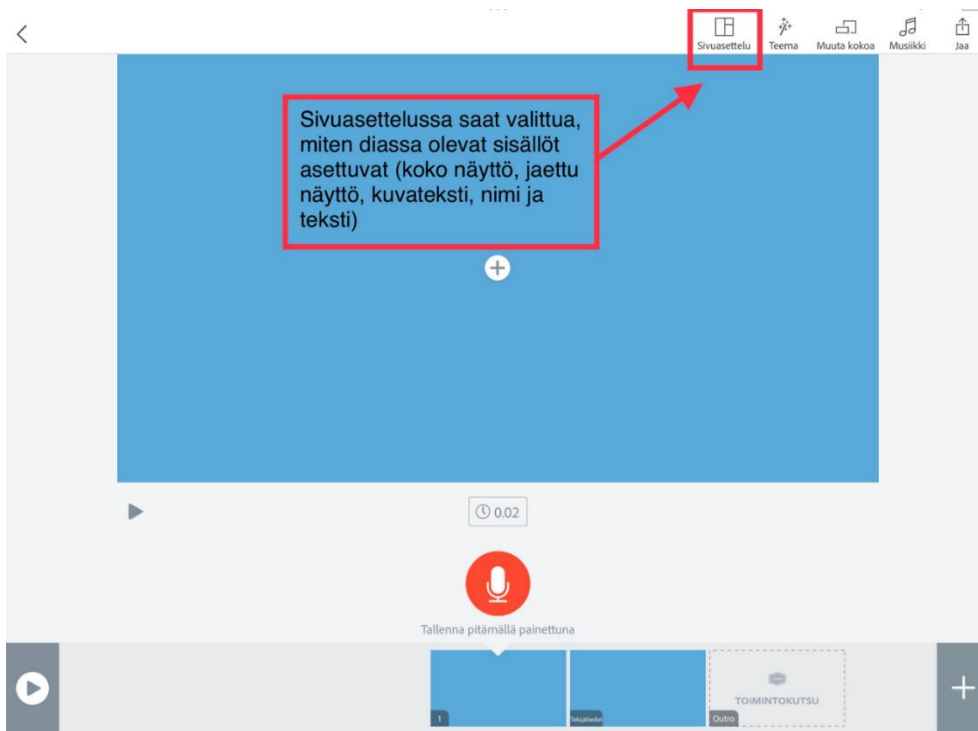 Sivuasettelu
Teema
Muuta kokoa
Musiikki
Jaa
Sivuasettelussa saat valittua,
miten diassa olevat sisällöt
asettuvat (koko näyttö, jaettu
näyttö, kuvateksti, nimi ja
teksti)
0.02
Tallenna pitämällä painettuna
1
Tekijätiedot
Outro
TOIMINTOKUTSU